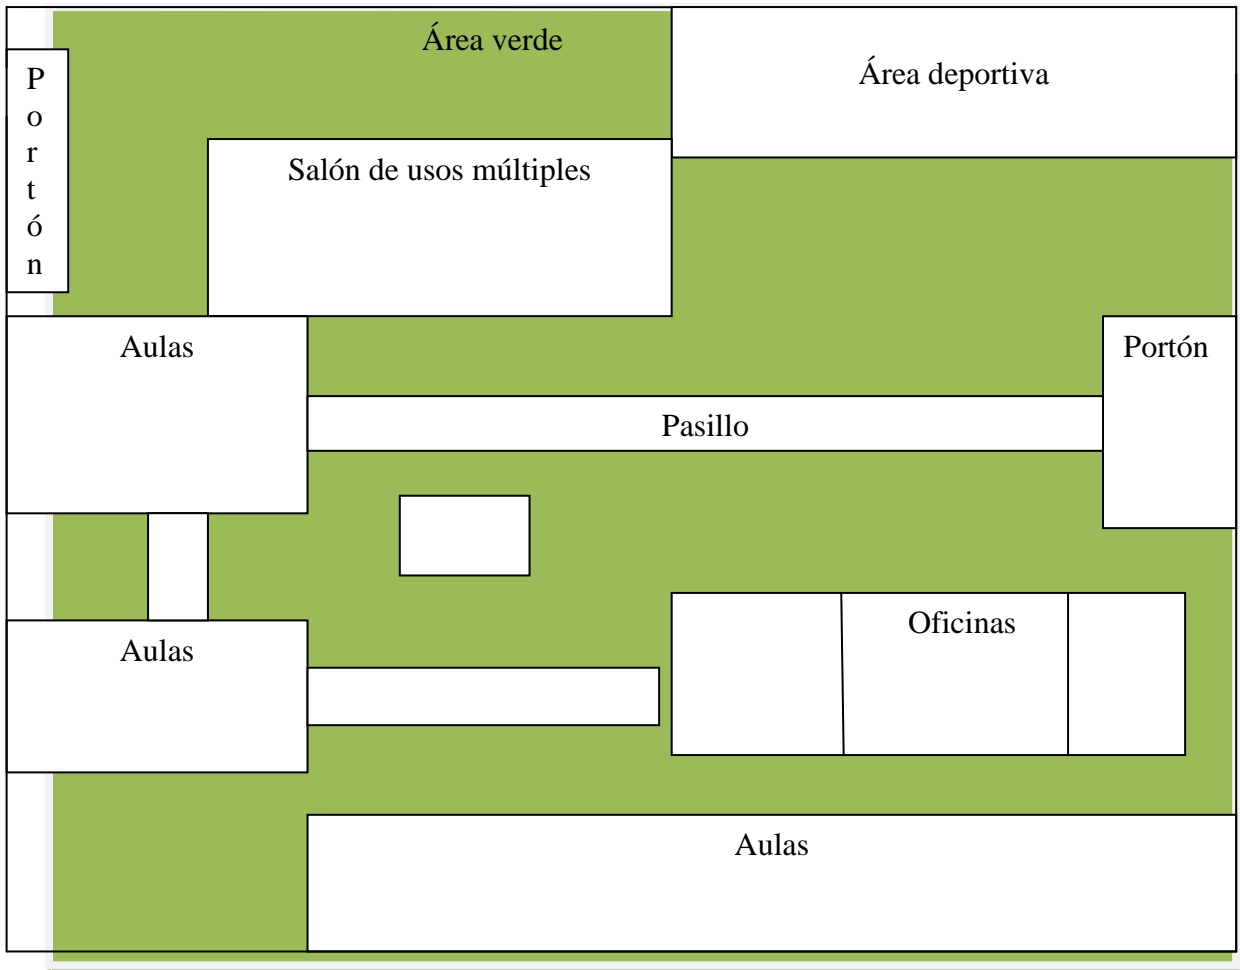 Área verde
Área deportiva
P
o
r
t
ó
n
Salón de usos múltiples
Aulas
Portón
Pasillo
Oficinas
Aulas
Aulas